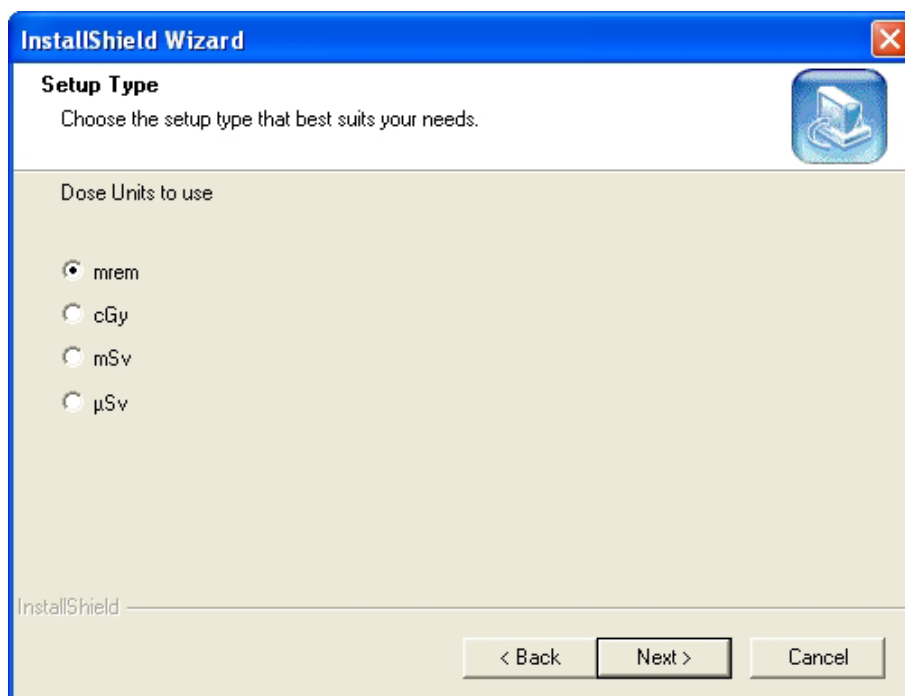 InstallShield Wizard
Setup Type
Choose the setup type that best suits your needs.
Dose Units to use
mrem
cGy
mSv
µSv
InstallShield
< Back Next > Cancel